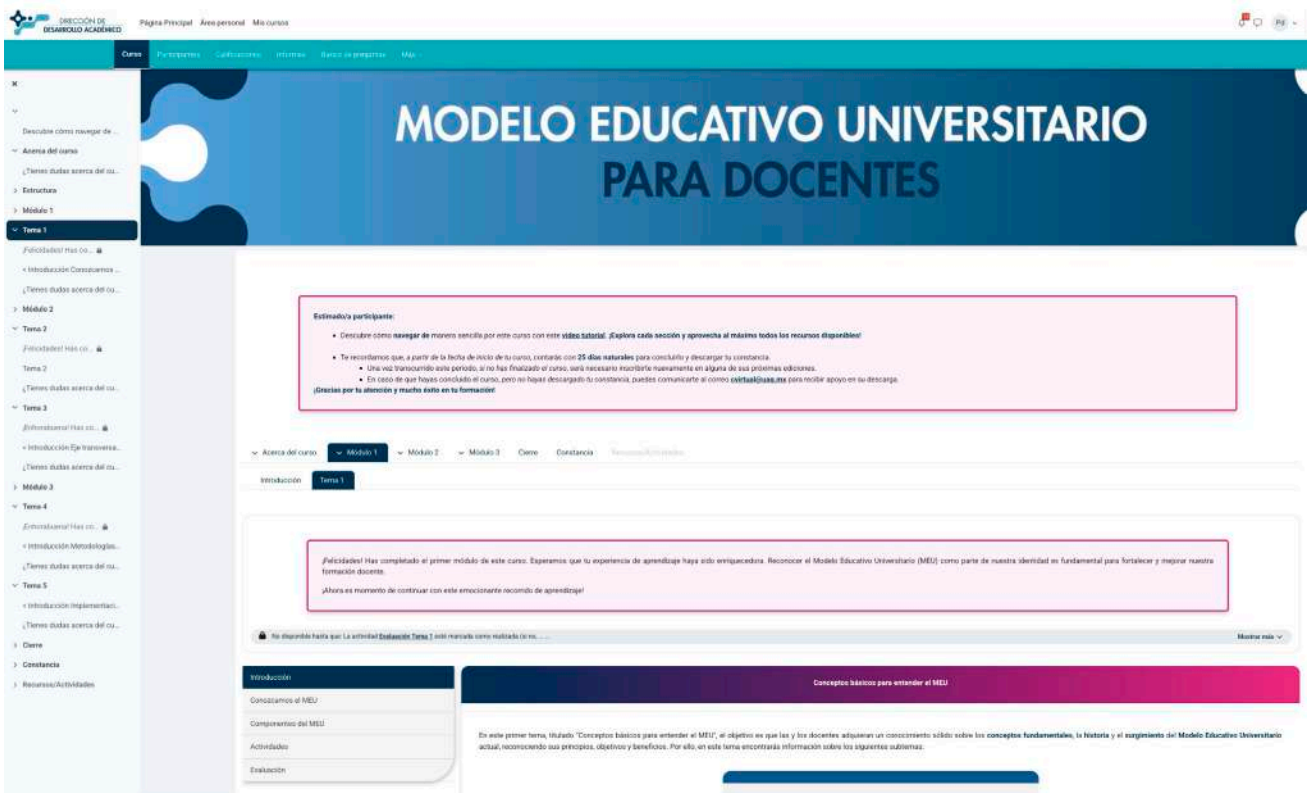 DIRECCIÓN DE
DESARROLLO ACADÉMICO
Página Principal Área personal Mis cursos
Pd
Curso Participantes Calificaciones Informes Banco de preguntas Más
MODELO EDUCATIVO UNIVERSITARIO
PARA DOCENTES
Descubre cómo navegar de ...
Acerca del curso
¿Tienes dudas acerca del cu...
Estructura
Módulo 1
Tema 1
¡Felicidades! Has co...
< Introducción Conozcamos ...
¿Tienes dudas acerca del cu...
Módulo 2
Tema 2
¡Felicidades! Has co...
Tema 2
¿Tienes dudas acerca del cu...
Tema 3
¡Enhorabuena! Has co...
< Introducción Eje transversa...
¿Tienes dudas acerca del cu...
Módulo 3
Tema 4
¡Enhorabuena! Has co...
< Introducción Metodologías...
¿Tienes dudas acerca del cu...
Tema 5
< Introducción Implementaci...
¿Tienes dudas acerca del cu...
Cierre
Constancia
Recursos/Actividades
Estimado/a participante:
• Descubre cómo navegar de manera sencilla por este curso con este video tutorial. ¡Explora cada sección y aprovecha al máximo todos los recursos disponibles!
• Te recordamos que, a partir de la fecha de inicio de tu curso, contarás con 25 días naturales para concluirlo y descargar tu constancia.
• Una vez transcurrido este periodo, si no has finalizado el curso, será necesario inscribirte nuevamente en alguna de sus próximas ediciones.
• En caso de que hayas concluido el curso, pero no hayas descargado tu constancia, puedes comunicarte al correo cvirtual@uaq.mx para recibir apoyo en su descarga.
¡Gracias por tu atención y mucho éxito en tu formación!
Acerca del curso Módulo 1 Módulo 2 Módulo 3 Cierre Constancia Recursos/Actividades
Introducción Tema 1
¡Felicidades! Has completado el primer módulo de este curso. Esperamos que tu experiencia de aprendizaje haya sido enriquecedora. Reconocer el Modelo Educativo Universitario (MEU) como parte de nuestra identidad es fundamental para fortalecer y mejorar nuestra
formación docente.
¡Ahora es momento de continuar con este emocionante recorrido de aprendizaje!
No disponible hasta que: La actividad Evaluación Tema 1 esté marcada como realizada
Mostrar más
Introducción
Conozcamos el MEU
Componentes del MEU
Actividades
Evaluación
Conceptos básicos para entender el MEU
En este primer tema, titulado "Conceptos básicos para entender el MEU", el objetivo es que las y los docentes adquieran un conocimiento sólido sobre los conceptos fundamentales, la historia y el surgimiento del Modelo Educativo Universitario
actual, reconociendo sus principios, objetivos y beneficios. Por ello, en este tema encontrarás información sobre los siguientes subtemas: